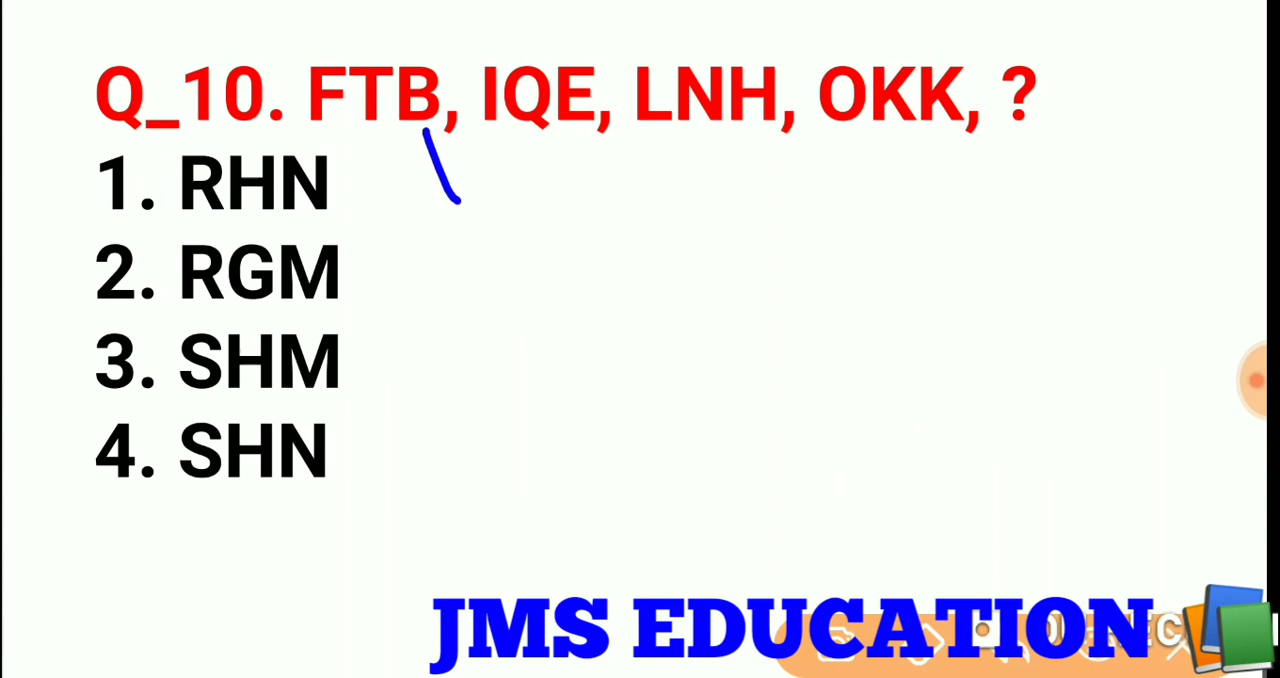 Q_10. FTB, IQE, LNH, OKK, ?
1. RHN
2. RGM
3. SHM
4. SHN
JMS EDUCATION